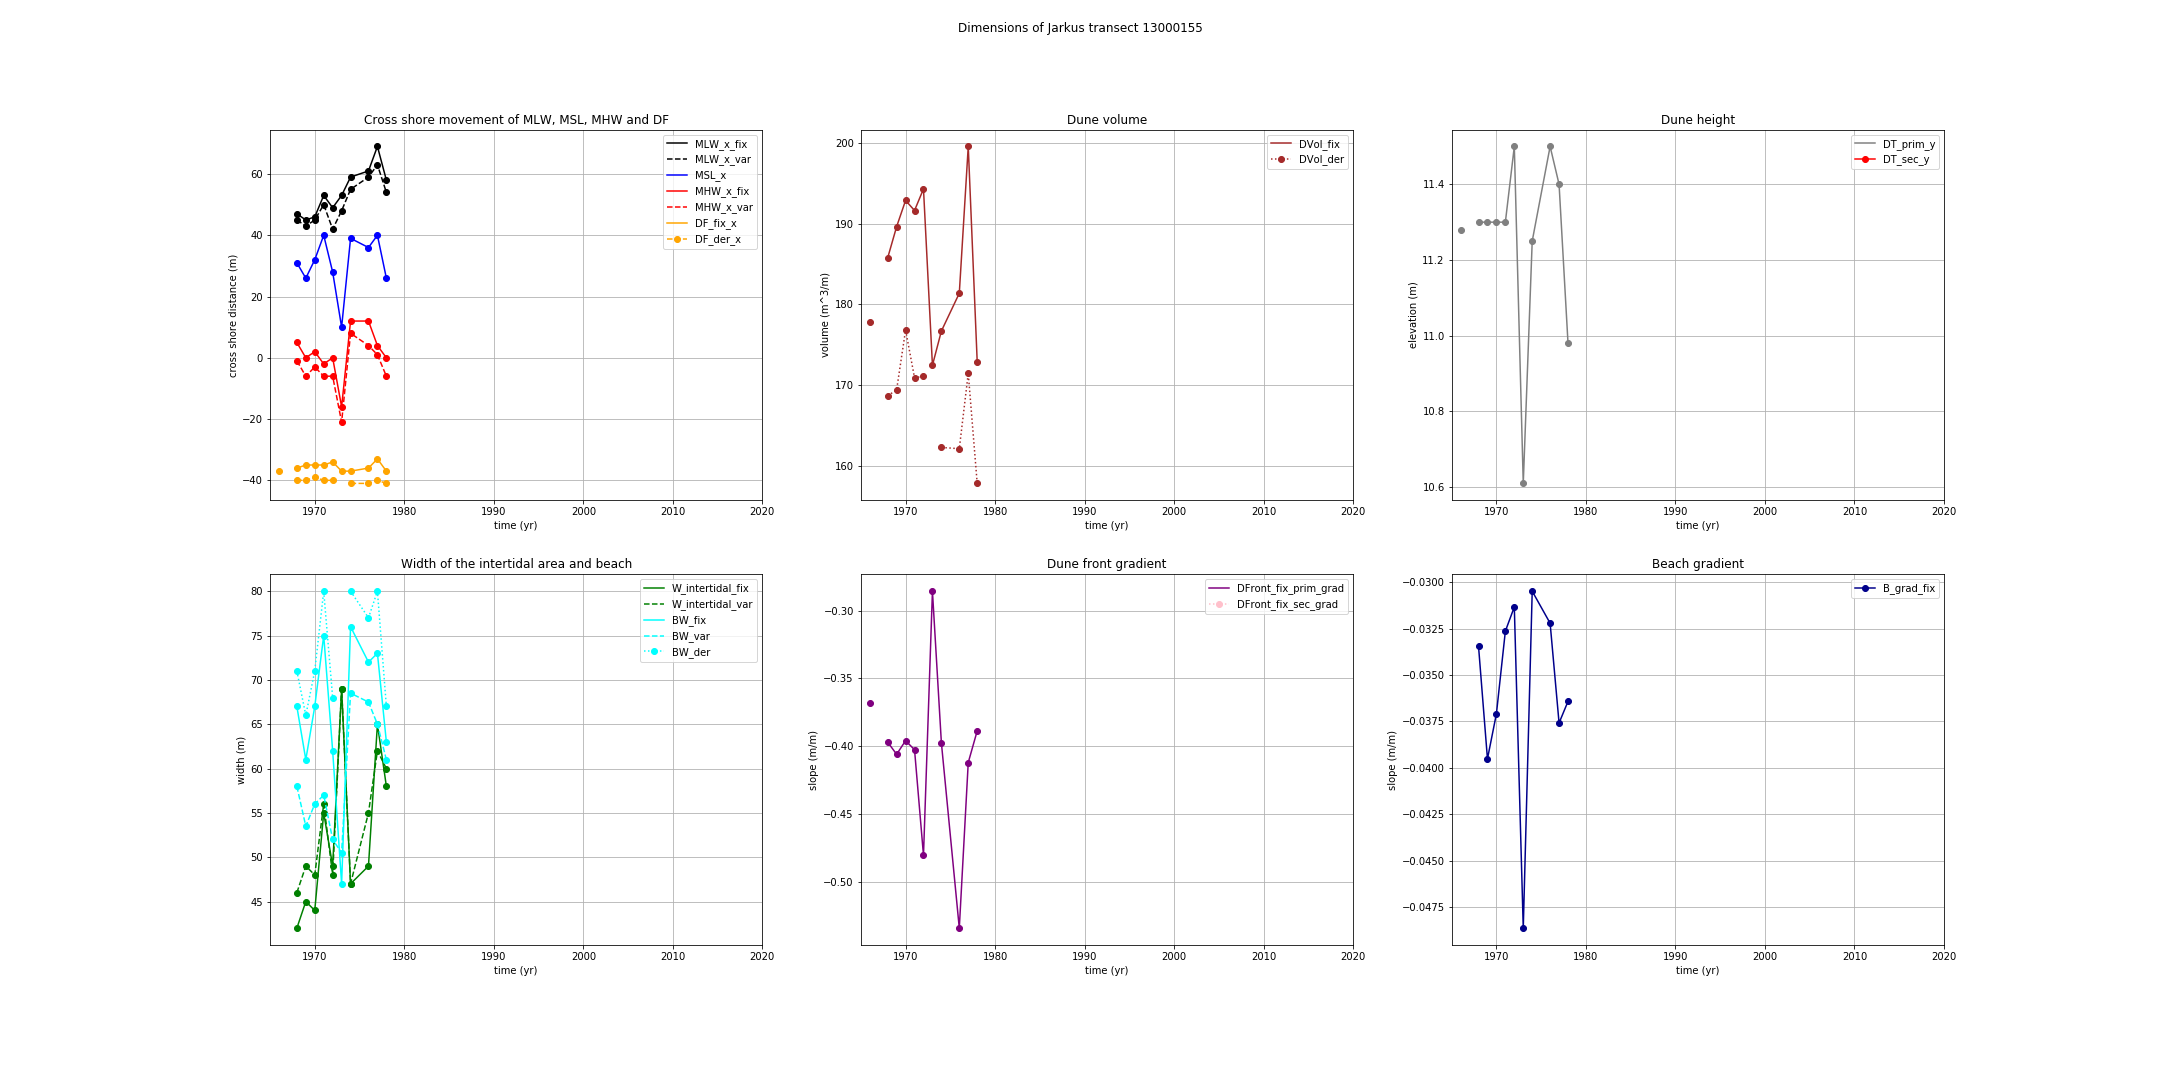 Dimensions of Jarkus transect 13000155
Cross shore movement of MLW, MSL, MHW and DF
cross shore distance (m)
60
40
20
0
−20
−40
1970 1980 1990 2000 2010 2020
time (yr)
MLW_x_fix
MLW_x_var
MSL_x
MHW_x_fix
MHW_x_var
DF_fix_x
DF_der_x
Dune volume
volume (m^3/m)
200
190
180
170
160
1970 1980 1990 2000 2010 2020
time (yr)
DVol_fix
DVol_der
Dune height
elevation (m)
11.4
11.2
11.0
10.8
10.6
1970 1980 1990 2000 2010 2020
time (yr)
DT_prim_y
DT_sec_y
Width of the intertidal area and beach
width (m)
80
75
70
65
60
55
50
45
1970 1980 1990 2000 2010 2020
time (yr)
W_intertidal_fix
W_intertidal_var
BW_fix
BW_var
BW_der
Dune front gradient
slope (m/m)
−0.30
−0.35
−0.40
−0.45
−0.50
1970 1980 1990 2000 2010 2020
time (yr)
DFront_fix_prim_grad
DFront_fix_sec_grad
Beach gradient
slope (m/m)
−0.0300
−0.0325
−0.0350
−0.0375
−0.0400
−0.0425
−0.0450
−0.0475
1970 1980 1990 2000 2010 2020
time (yr)
B_grad_fix